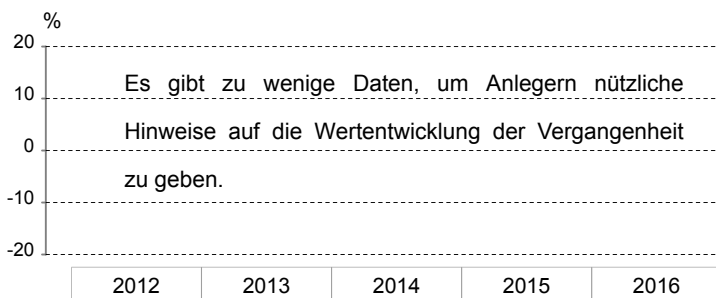 %
20
Es gibt zu wenige Daten, um Anlegern nützliche
10
Hinweise auf die Wertentwicklung der Vergangenheit
0
zu geben.
-10
-20
2012 2013 2014 2015 2016